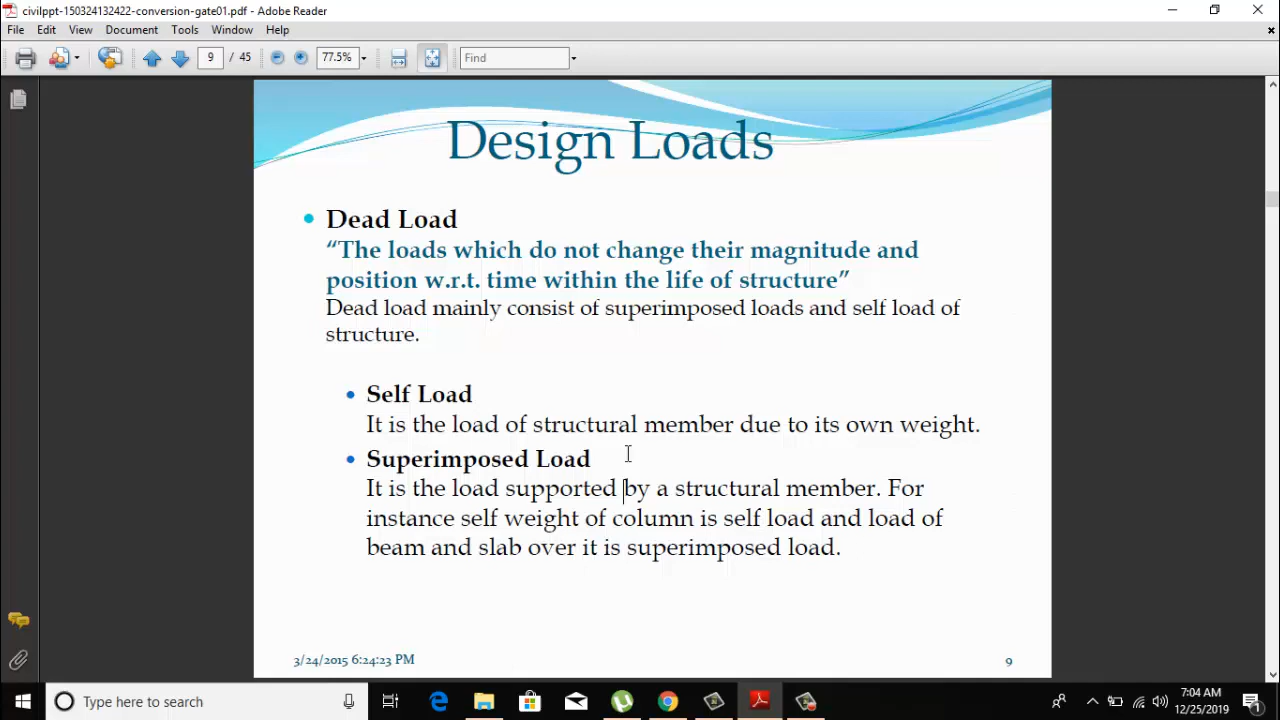 civilppt-150324132422-conversion-gate01.pdf - Adobe Reader
File Edit View Document Tools Window Help
9 / 45 77.5% Find
Design Loads
Dead Load
“The loads which do not change their magnitude and
position w.r.t. time within the life of structure”
Dead load mainly consist of superimposed loads and self load of
structure.
Self Load
It is the load of structural member due to its own weight.
Superimposed Load
It is the load supported by a structural member. For
instance self weight of column is self load and load of
beam and slab over it is superimposed load.
3/24/2015 6:24:23 PM 9
Type here to search
7:04 AM
12/25/2019
1